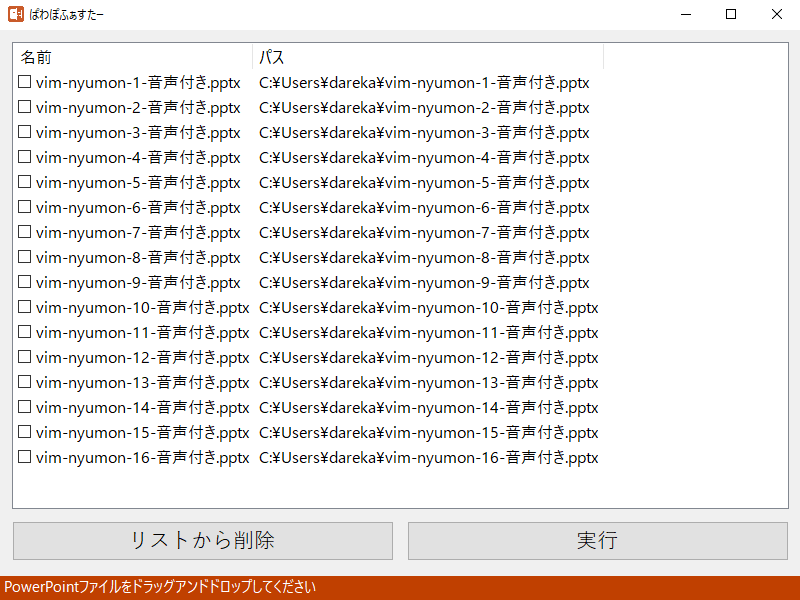 ぱわぽふぁすたー
名前 パス
vim-nyumon-1-音声付き.pptx C:¥Users¥dareka¥vim-nyumon-1-音声付き.pptx
vim-nyumon-2-音声付き.pptx C:¥Users¥dareka¥vim-nyumon-2-音声付き.pptx
vim-nyumon-3-音声付き.pptx C:¥Users¥dareka¥vim-nyumon-3-音声付き.pptx
vim-nyumon-4-音声付き.pptx C:¥Users¥dareka¥vim-nyumon-4-音声付き.pptx
vim-nyumon-5-音声付き.pptx C:¥Users¥dareka¥vim-nyumon-5-音声付き.pptx
vim-nyumon-6-音声付き.pptx C:¥Users¥dareka¥vim-nyumon-6-音声付き.pptx
vim-nyumon-7-音声付き.pptx C:¥Users¥dareka¥vim-nyumon-7-音声付き.pptx
vim-nyumon-8-音声付き.pptx C:¥Users¥dareka¥vim-nyumon-8-音声付き.pptx
vim-nyumon-9-音声付き.pptx C:¥Users¥dareka¥vim-nyumon-9-音声付き.pptx
vim-nyumon-10-音声付き.pptx C:¥Users¥dareka¥vim-nyumon-10-音声付き.pptx
vim-nyumon-11-音声付き.pptx C:¥Users¥dareka¥vim-nyumon-11-音声付き.pptx
vim-nyumon-12-音声付き.pptx C:¥Users¥dareka¥vim-nyumon-12-音声付き.pptx
vim-nyumon-13-音声付き.pptx C:¥Users¥dareka¥vim-nyumon-13-音声付き.pptx
vim-nyumon-14-音声付き.pptx C:¥Users¥dareka¥vim-nyumon-14-音声付き.pptx
vim-nyumon-15-音声付き.pptx C:¥Users¥dareka¥vim-nyumon-15-音声付き.pptx
vim-nyumon-16-音声付き.pptx C:¥Users¥dareka¥vim-nyumon-16-音声付き.pptx
リストから削除 実行
PowerPointファイルをドラッグアンドドロップしてください